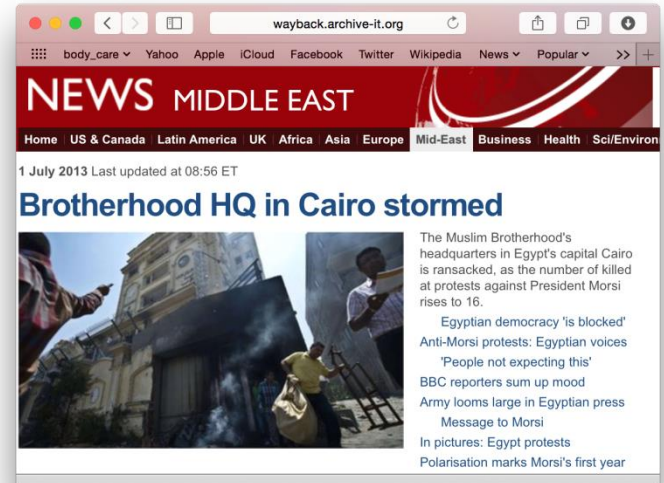 wayback.archive-it.org
body_care Yahoo Apple iCloud Facebook Twitter Wikipedia News Popular >> +
NEWS MIDDLE EAST
Home US & Canada Latin America UK Africa Asia Europe Mid-East Business Health Sci/Environ
1 July 2013 Last updated at 08:56 ET
Brotherhood HQ in Cairo stormed
The Muslim Brotherhood's
headquarters in Egypt's capital Cairo
is ransacked, as the number of killed
at protests against President Morsi
rises to 16.
Egyptian democracy 'is blocked'
Anti-Morsi protests: Egyptian voices
'People not expecting this'
BBC reporters sum up mood
Army looms large in Egyptian press
Message to Morsi
In pictures: Egypt protests
Polarisation marks Morsi's first year